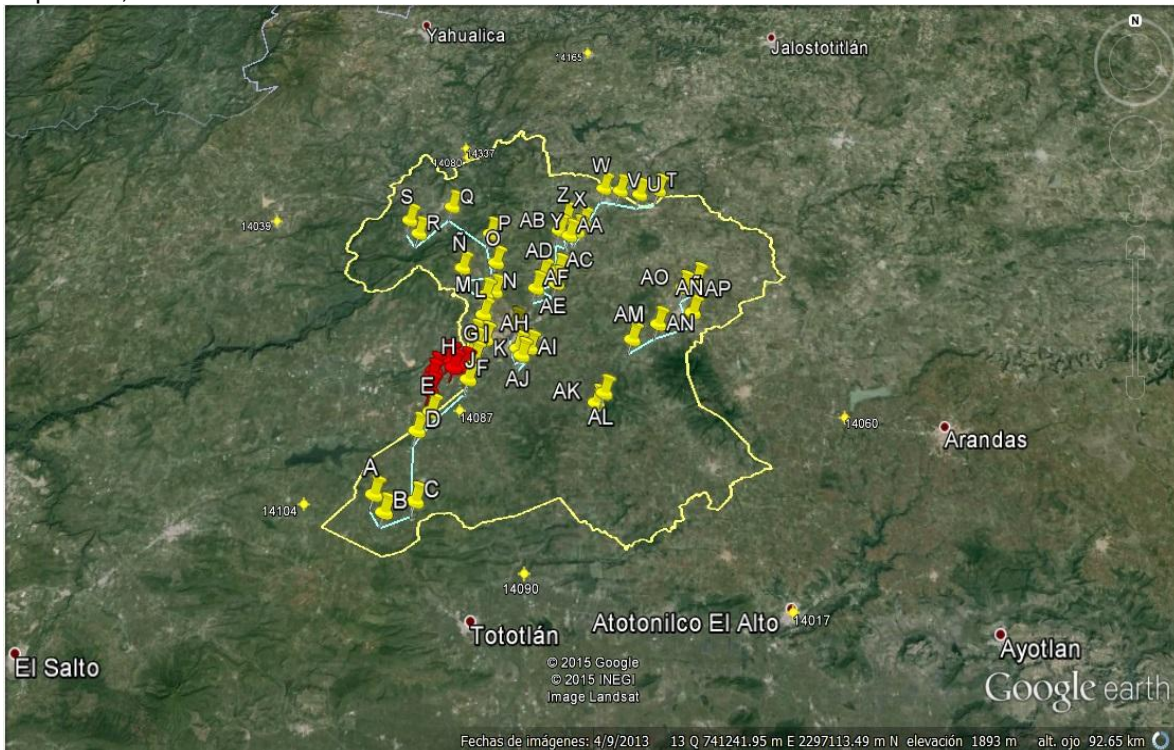 N
Yahualica
14165
Jalostotitlán
14337
14080
W
V
U
T
S
Q
Z
X
14039
R
P
AB
Y
AA
O
Ñ
AD
AC
M
L
N
AF
AO
AÑ
AP
AE
AH
AM
AN
G
I
H
K
AI
J
F
AJ
E
AK
14087
AL
14060
D
Arandas
A
B
C
14104
14090
Atotonilco El Alto
14017
Tototlán
Ayotlan
El Salto
© 2015 Google
© 2015 INEGI
Image Landsat
Google earth
Fechas de imágenes: 4/9/2013 13 Q 741241.95 m E 2297113.49 m N elevación 1893 m alt. ojo 92.65 km